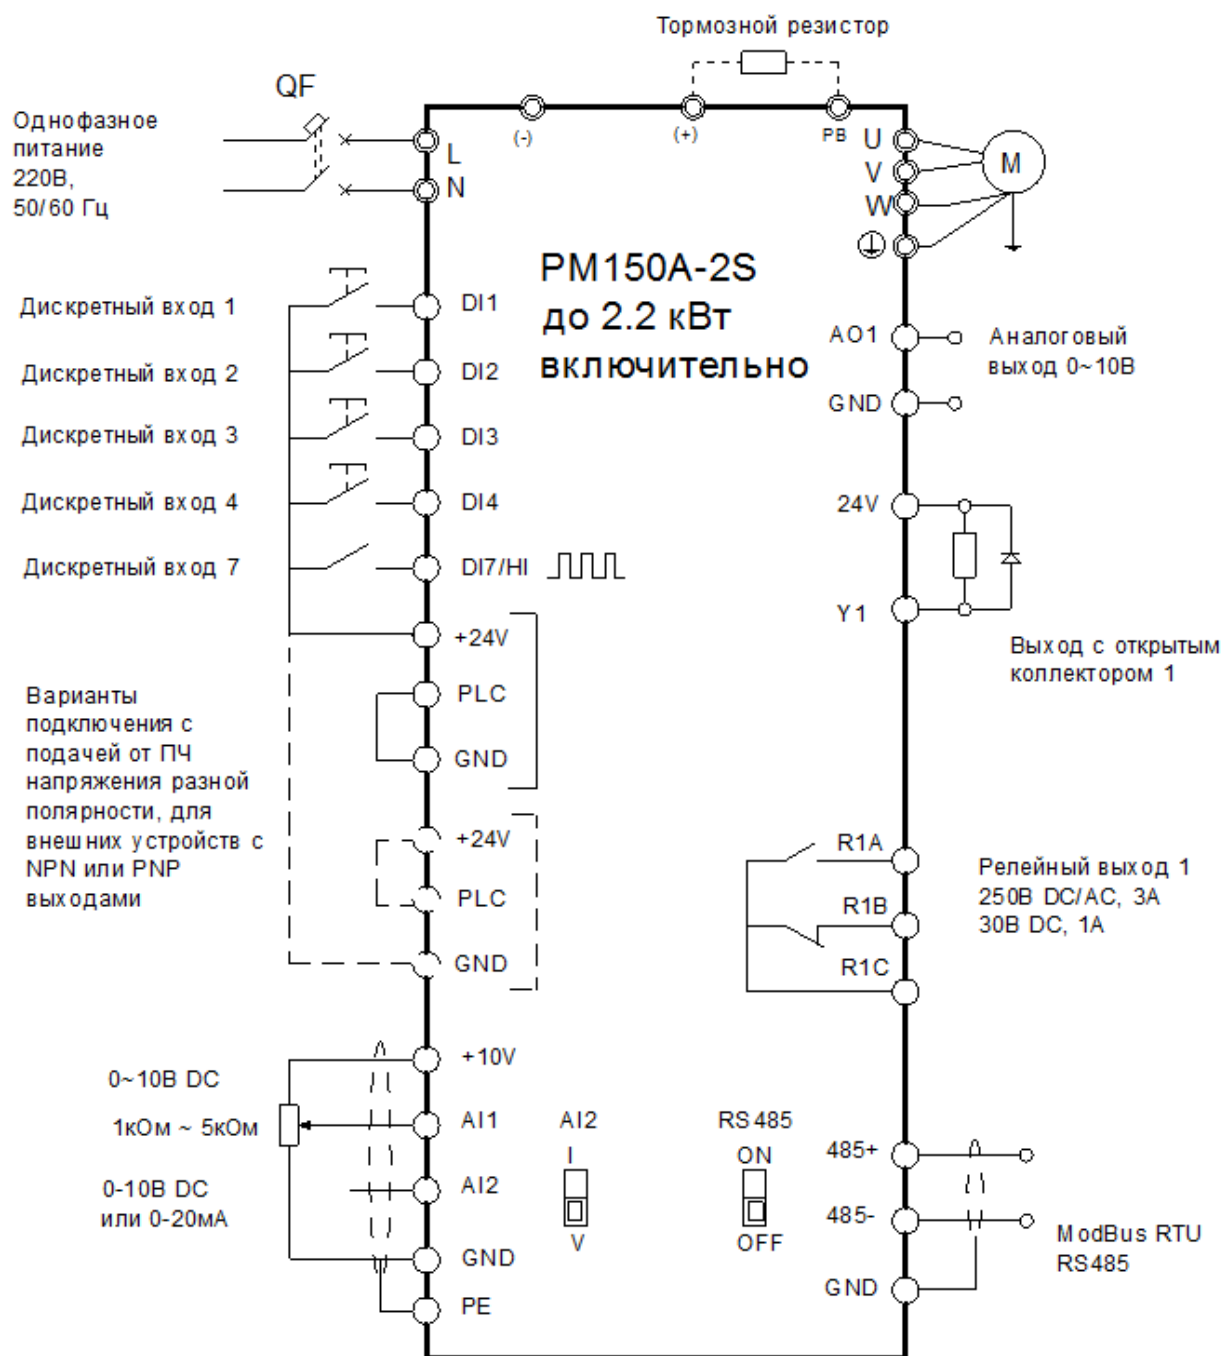 Тормозной резистор
QF
Однофазное
питание
220В,
50/60 Гц
L
N
(-)
(+)
PB
U
V
W
M
PM150A-2S
до 2.2 кВт
включительно
Дискретный вход 1
DI1
Дискретный вход 2
DI2
Дискретный вход 3
DI3
Дискретный вход 4
DI4
Дискретный вход 7
DI7/HI
+24V
PLC
GND
Варианты
подключения с
подачей от ПЧ
напряжения разной
полярности, для
внешних устройств с
NPN или PNP
выходами
+24V
PLC
GND
AO1
GND
Аналоговый
выход 0~10В
24V
Y1
Выход с открытым
коллектором 1
R1A
R1B
R1C
Релейный выход 1
250В DC/AC, 3А
30В DC, 1А
+10V
0~10В DC
1кОм ~ 5кОм
AI1
0-10В DC
или 0-20мА
AI2
GND
PE
AI2
I
V
RS485
ON
OFF
485+
485-
GND
ModBus RTU
RS485